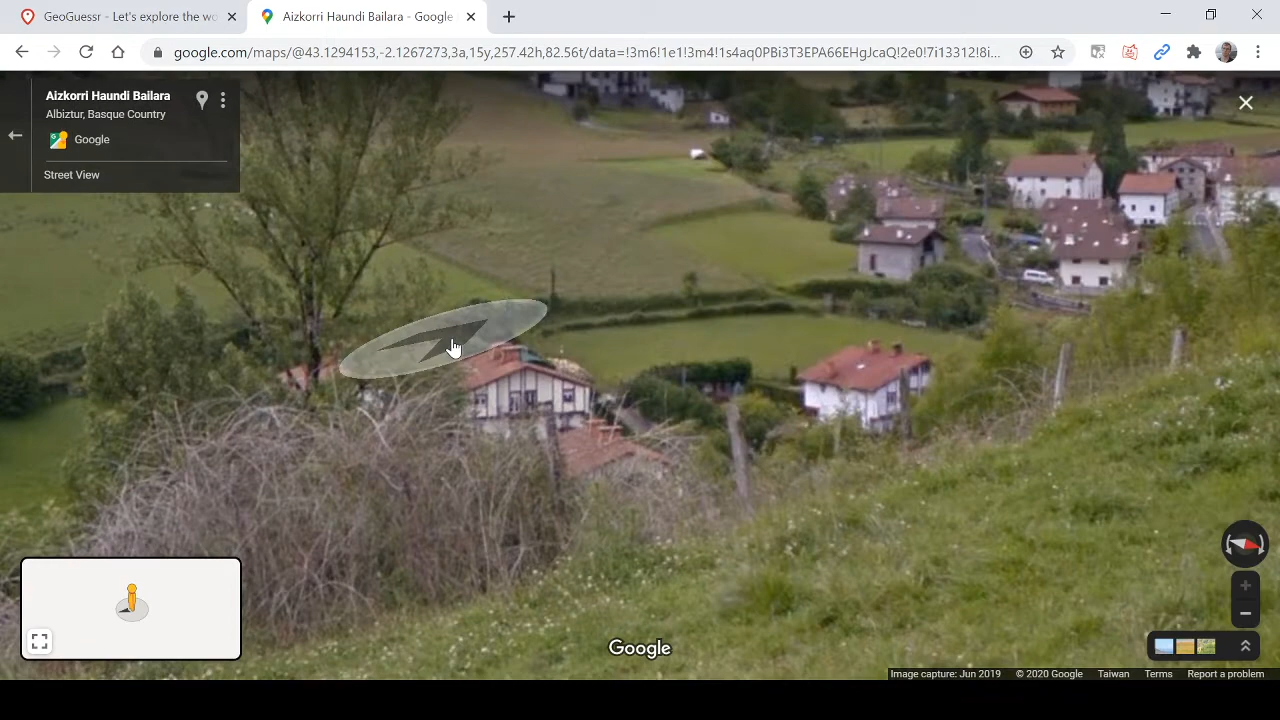 GeoGuessr - Let's explore the wo
Aizkorri Haundi Bailara - Google
google.com/maps/@43.1294153,-2.1267273,3a,15y,257.42h,82.56t/data=!3m6!1e1!3m4!1s4aq0PBi3T3EPA66EHgJcaQ!2e0!7i13312!8i...
Aizkorri Haundi Bailara
Albiztur, Basque Country
Google
Street View
Google
Image capture: Jun 2019 © 2020 Google Taiwan Terms Report a problem